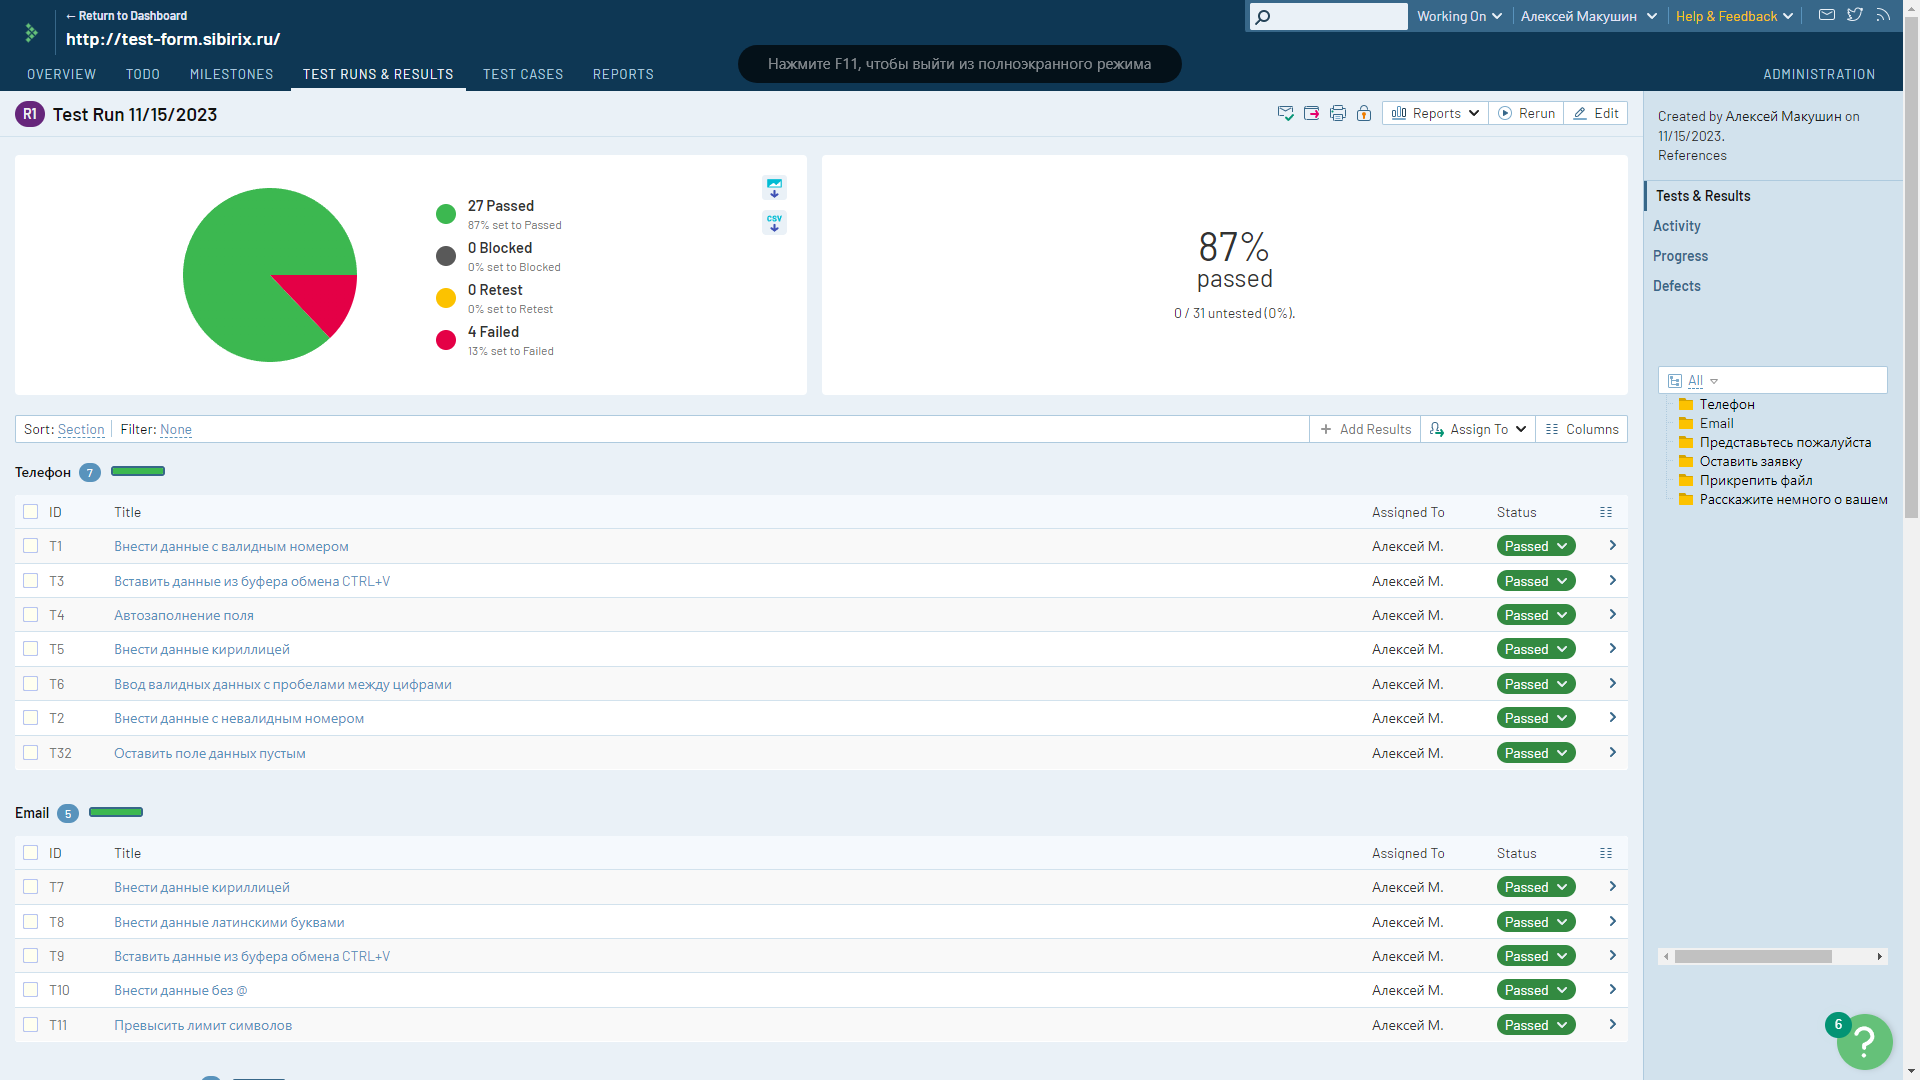 ← Return to Dashboard
http://test-form.sibirix.ru/
Working On
Алексей Макушин
Help & Feedback
OVERVIEW TODO MILESTONES TEST RUNS & RESULTS TEST CASES REPORTS
Нажмите F11, чтобы выйти из полноэкранного режима
ADMINISTRATION
R1 Test Run 11/15/2023
Reports Rerun Edit
Created by Алексей Макушин on
11/15/2023.
References
Tests & Results
Activity
Progress
Defects
27 Passed
87% set to Passed
0 Blocked
0% set to Blocked
0 Retest
0% set to Retest
4 Failed
13% set to Failed
CSV
87%
passed
0 / 31 untested (0%).
All
Телефон
Email
Представьтесь пожалуйста
Оставить заявку
Прикрепить файл
Расскажите немного о вашем
Sort: Section Filter: None
+ Add Results Assign To Columns
Телефон 7
ID Title Assigned To Status
T1 Внести данные с валидным номером Алексей М. Passed
T3 Вставить данные из буфера обмена CTRL+V Алексей М. Passed
T4 Автозаполнение поля Алексей М. Passed
T5 Внести данные кириллицей Алексей М. Passed
T6 Ввод валидных данных с пробелами между цифрами Алексей М. Passed
T2 Внести данные с невалидным номером Алексей М. Passed
T32 Оставить поле данных пустым Алексей М. Passed
Email 5
ID Title Assigned To Status
T7 Внести данные кириллицей Алексей М. Passed
T8 Внести данные латинскими буквами Алексей М. Passed
T9 Вставить данные из буфера обмена CTRL+V Алексей М. Passed
T10 Внести данные без @ Алексей М. Passed
T11 Превысить лимит символов Алексей М. Passed
6
?